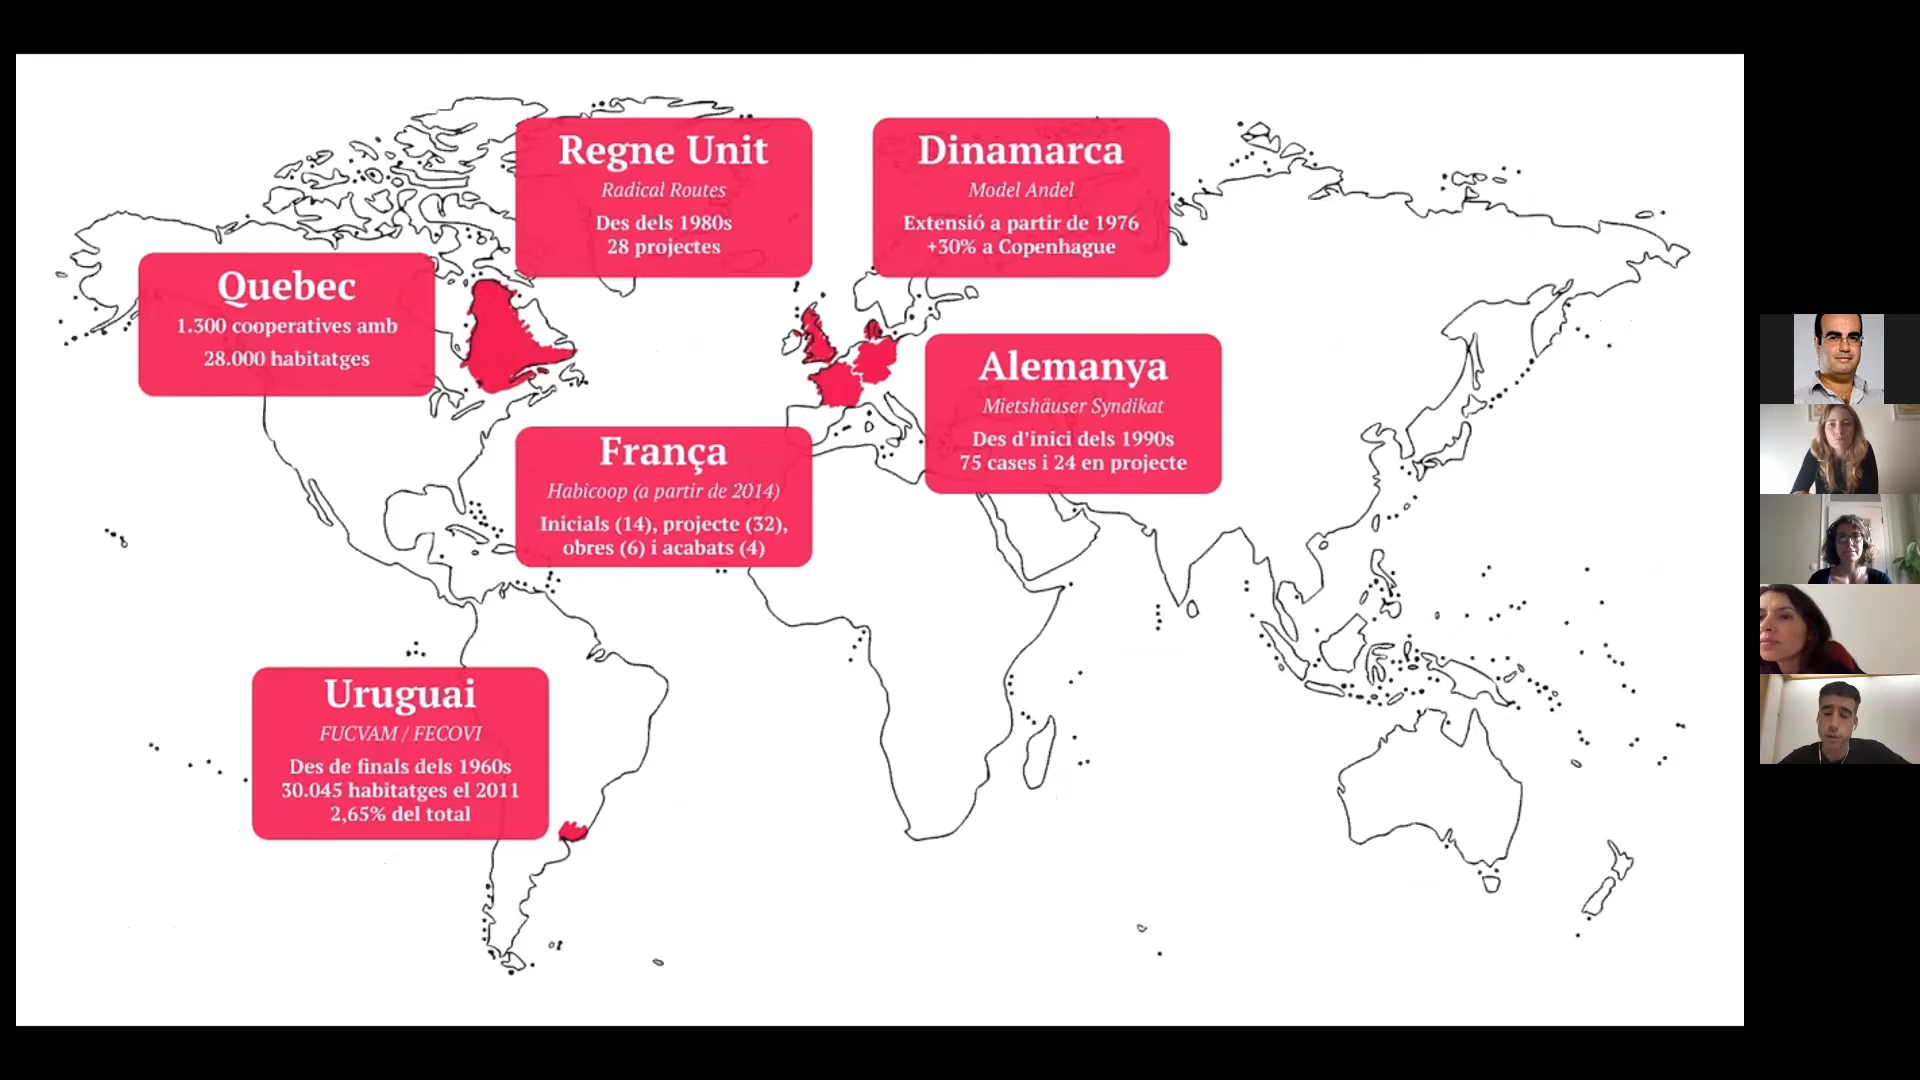 Regne Unit
Radical Routes
Des dels 1980s
28 projectes
Dinamarca
Model Andel
Extensió a partir de 1976
+30% a Copenhague
Quebec
1.300 cooperatives amb
28.000 habitatges
Alemanya
Mietshäuser Syndikat
Des d'inici dels 1990s
75 cases i 24 en projecte
França
Habicoop (a partir de 2014)
Inicials (14), projecte (32),
obres (6) i acabats (4)
Uruguai
FUCVAM / FECOVI
Des de finals dels 1960s
30.045 habitatges el 2011
2,65% del total